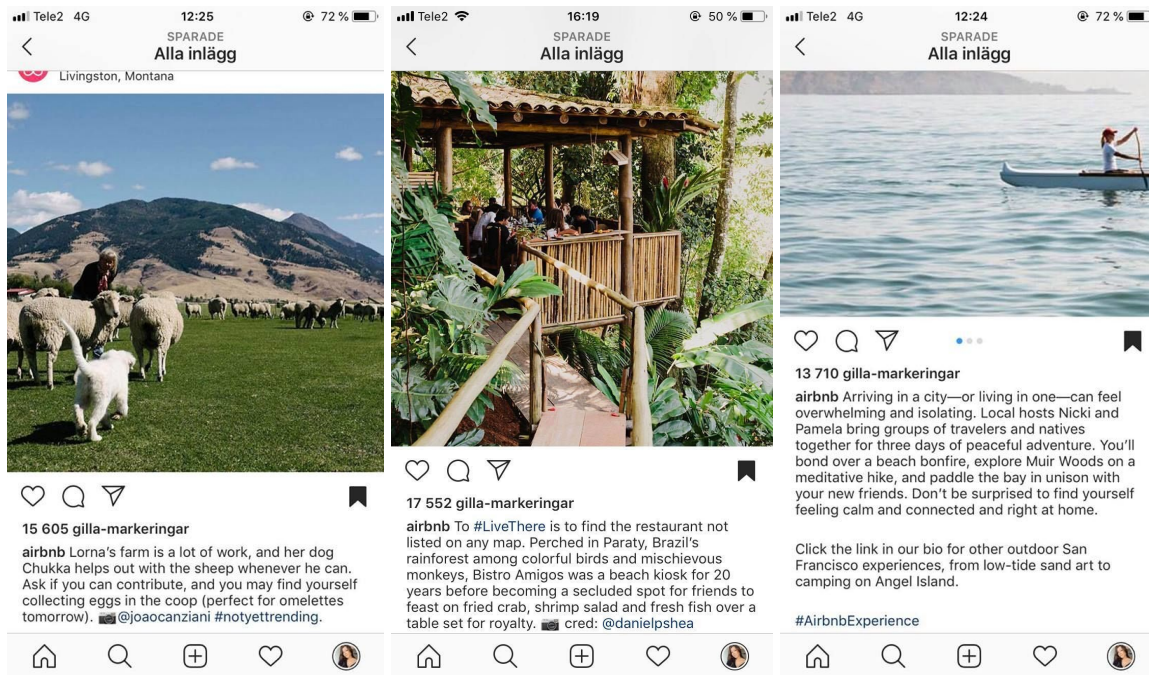 Tele2 4G 12:25 72 %
SPARADE
Alla inlägg
Livingston, Montana
15 605 gilla-markeringar
airbnb Lorna's farm is a lot of work, and her dog
Chukka helps out with the sheep whenever he can.
Ask if you can contribute, and you may find yourself
collecting eggs in the coop (perfect for omelettes
tomorrow). 📷@joaocanziani #notyettrending.
Tele2 16:19 50 %
SPARADE
Alla inlägg
17 552 gilla-markeringar
airbnb To #LiveThere is to find the restaurant not
listed on any map. Perched in Paraty, Brazil's
rainforest among colorful birds and mischievous
monkeys, Bistro Amigos was a beach kiosk for 20
years before becoming a secluded spot for friends to
feast on fried crab, shrimp salad and fresh fish over a
table set for royalty. 📷 cred: @danielpshea
Tele2 4G 12:24 72 %
SPARADE
Alla inlägg
13 710 gilla-markeringar
airbnb Arriving in a city—or living in one—can feel
overwhelming and isolating. Local hosts Nicki and
Pamela bring groups of travelers and natives
together for three days of peaceful adventure. You'll
bond over a beach bonfire, explore Muir Woods on a
meditative hike, and paddle the bay in unison with
your new friends. Don't be surprised to find yourself
feeling calm and connected and right at home.
Click the link in our bio for other outdoor San
Francisco experiences, from low-tide sand art to
camping on Angel Island.
#AirbnbExperience